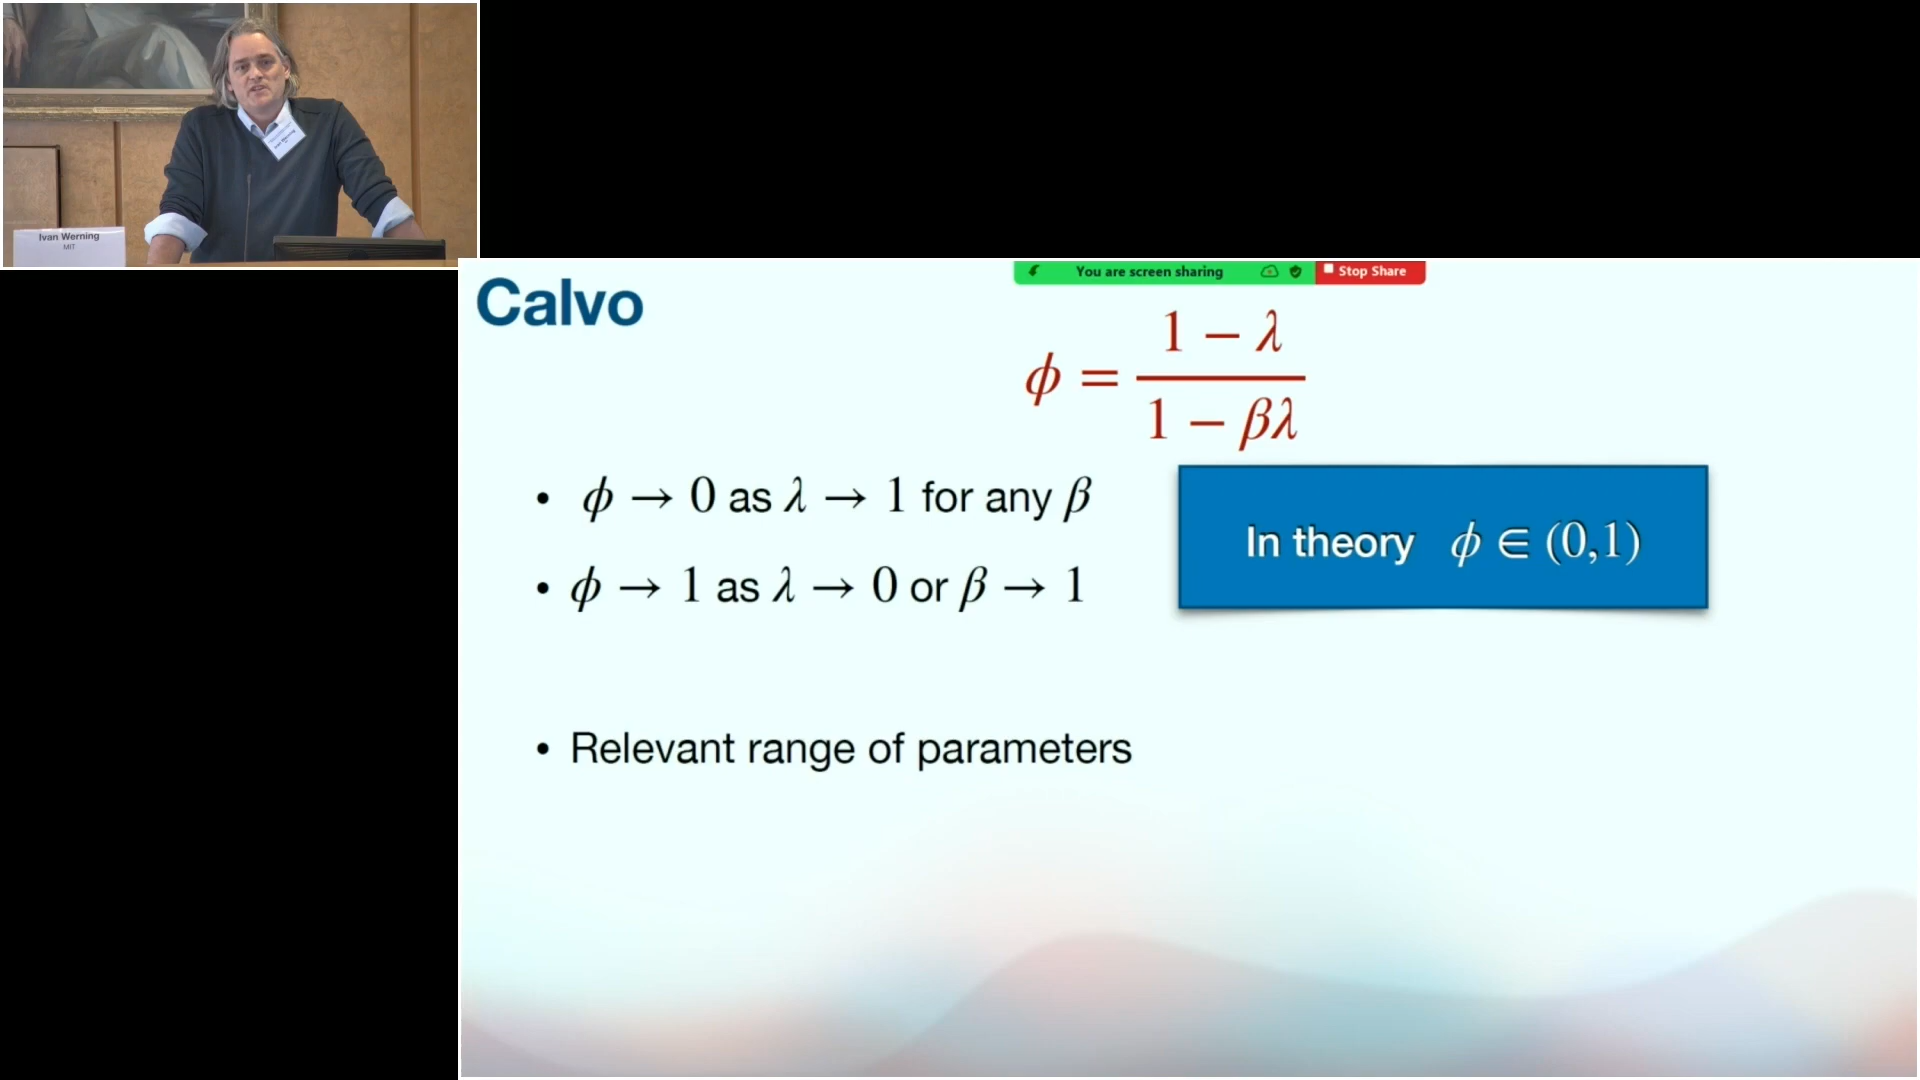 Ivan Werning
MIT
You are screen sharing
Stop Share
Calvo
ϕ = (1 − λ) / (1 − βλ)
• ϕ → 0 as λ → 1 for any β
• ϕ → 1 as λ → 0 or β → 1
In theory ϕ ∈ (0,1)
• Relevant range of parameters